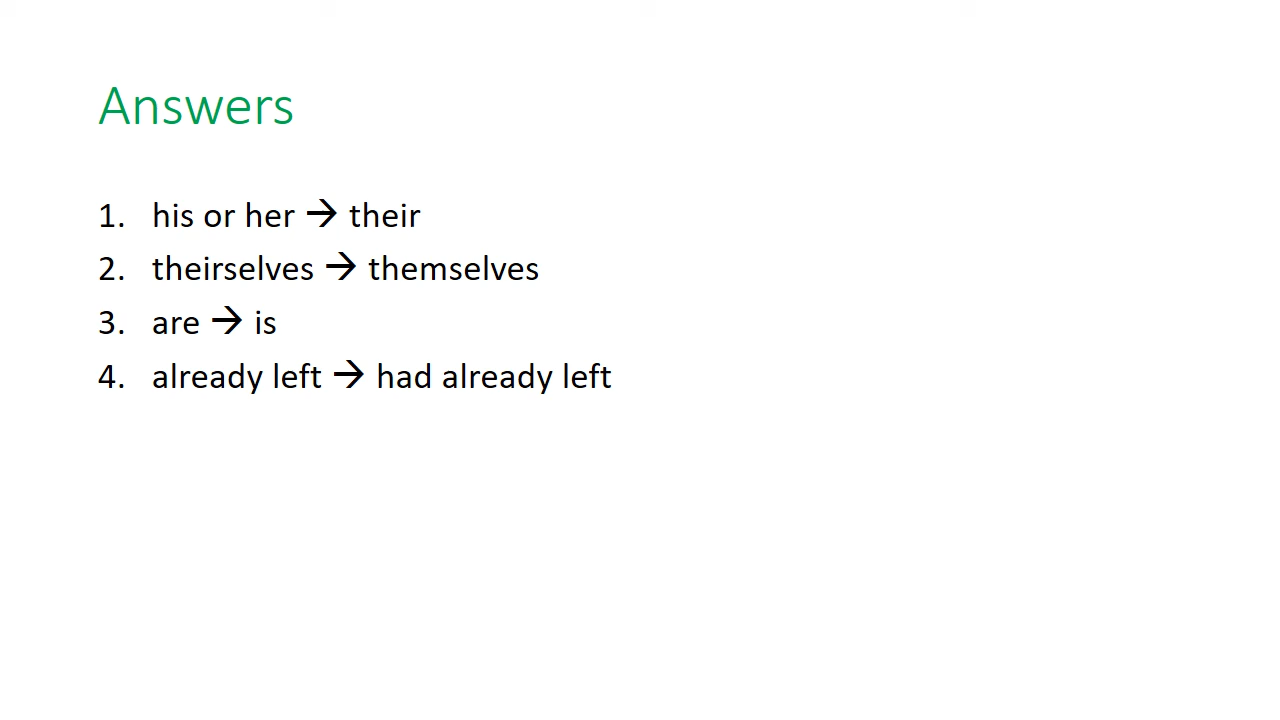 Answers
1. his or her → their
2. theirselves → themselves
3. are → is
4. already left → had already left